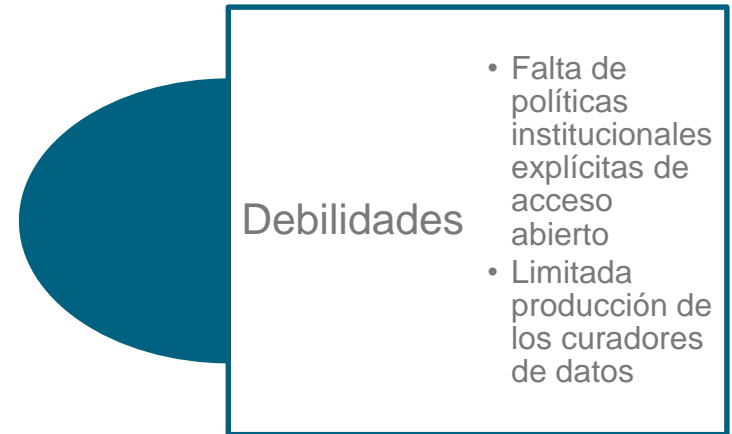 Debilidades
• Falta de
políticas
institucionales
explícitas de
acceso
abierto
• Limitada
producción de
los curadores
de datos